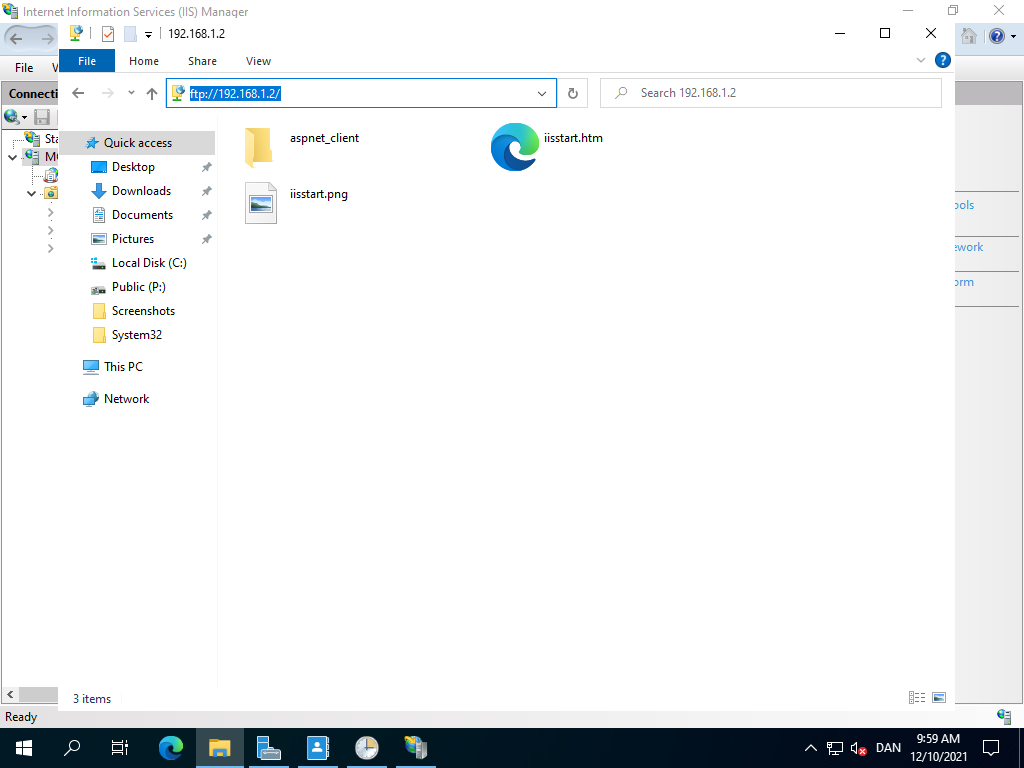 Internet Information Services (IIS) Manager
192.168.1.2
File
File
Home
Share
View
Connecti
ftp://192.168.1.2/
Search 192.168.1.2
Sta
Quick access
Desktop
Downloads
Documents
Pictures
Local Disk (C:)
Public (P:)
Screenshots
System32
This PC
Network
aspnet_client
iisstart.htm
iisstart.png
ools
ework
orm
3 items
Ready
DAN
9:59 AM
12/10/2021